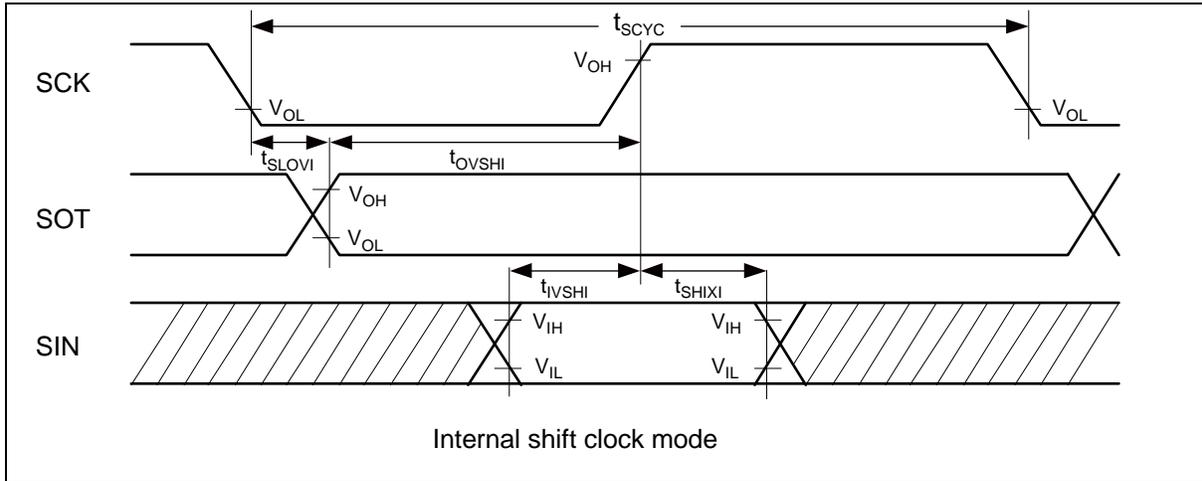 tSCYC
SCK
VOH
VOL
VOL
tSLOVI
tOVSHI
SOT
VOH
VOL
tIVSHI
tSHIXI
SIN
VIH
VIH
VIL
VIL
Internal shift clock mode